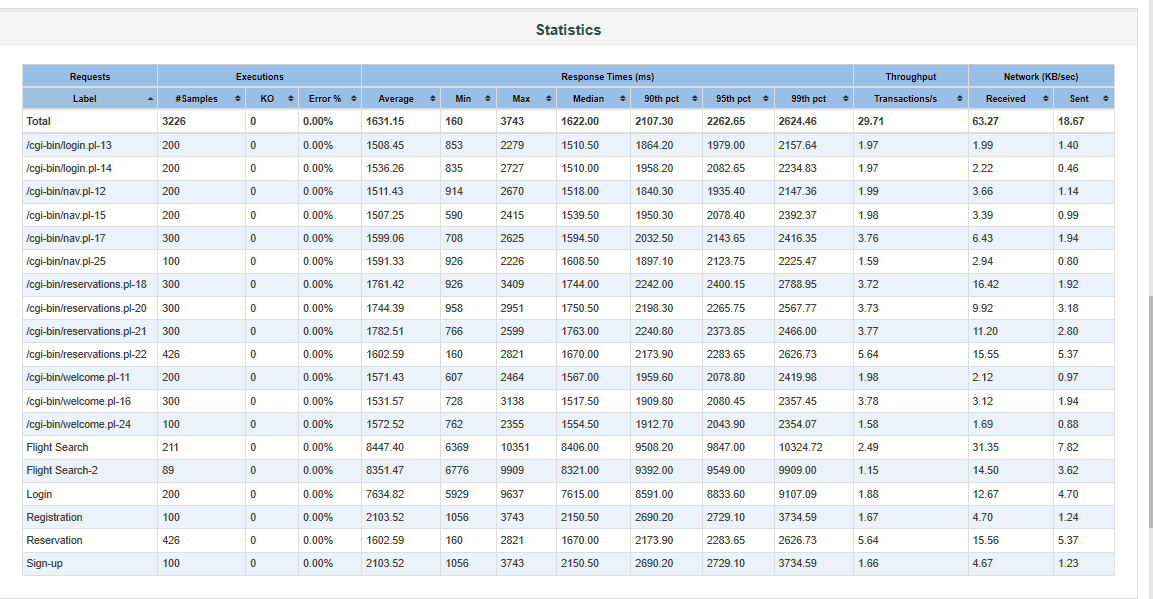 Statistics
Requests Executions Response Times (ms) Throughput Network (KB/sec)
Label #Samples KO Error % Average Min Max Median 90th pct 95th pct 99th pct Transactions/s Received Sent
Total 3226 0 0.00% 1631.15 160 3743 1622.00 2107.30 2262.65 2624.46 29.71 63.27 18.67
/cgi-bin/login.pl-13 200 0 0.00% 1508.45 853 2279 1510.50 1864.20 1979.00 2157.64 1.97 1.99 1.40
/cgi-bin/login.pl-14 200 0 0.00% 1536.26 835 2727 1510.00 1958.20 2082.65 2234.83 1.97 2.22 0.46
/cgi-bin/nav.pl-12 200 0 0.00% 1511.43 914 2670 1518.00 1840.30 1935.40 2147.36 1.99 3.66 1.14
/cgi-bin/nav.pl-15 200 0 0.00% 1507.25 590 2415 1539.50 1950.30 2078.40 2392.37 1.98 3.39 0.99
/cgi-bin/nav.pl-17 300 0 0.00% 1599.06 708 2625 1594.50 2032.50 2143.65 2416.35 3.76 6.43 1.94
/cgi-bin/nav.pl-25 100 0 0.00% 1591.33 926 2226 1608.50 1897.10 2123.75 2225.47 1.59 2.94 0.80
/cgi-bin/reservations.pl-18 300 0 0.00% 1761.42 926 3409 1744.00 2242.00 2400.15 2788.95 3.72 16.42 1.92
/cgi-bin/reservations.pl-20 300 0 0.00% 1744.39 958 2951 1750.50 2198.30 2265.75 2567.77 3.73 9.92 3.18
/cgi-bin/reservations.pl-21 300 0 0.00% 1782.51 766 2599 1763.00 2240.80 2373.85 2466.00 3.77 11.20 2.80
/cgi-bin/reservations.pl-22 426 0 0.00% 1602.59 160 2821 1670.00 2173.90 2283.65 2626.73 5.64 15.55 5.37
/cgi-bin/welcome.pl-11 200 0 0.00% 1571.43 607 2464 1567.00 1959.60 2078.80 2419.98 1.98 2.12 0.97
/cgi-bin/welcome.pl-16 300 0 0.00% 1531.57 728 3138 1517.50 1909.80 2080.45 2357.45 3.78 3.12 1.94
/cgi-bin/welcome.pl-24 100 0 0.00% 1572.52 762 2355 1554.50 1912.70 2043.90 2354.07 1.58 1.69 0.88
Flight Search 211 0 0.00% 8447.40 6369 10351 8406.00 9508.20 9847.00 10324.72 2.49 31.35 7.82
Flight Search-2 89 0 0.00% 8351.47 6776 9909 8321.00 9392.00 9549.00 9909.00 1.15 14.50 3.62
Login 200 0 0.00% 7634.82 5929 9637 7615.00 8591.00 8833.60 9107.09 1.88 12.67 4.70
Registration 100 0 0.00% 2103.52 1056 3743 2150.50 2690.20 2729.10 3734.59 1.67 4.70 1.24
Reservation 426 0 0.00% 1602.59 160 2821 1670.00 2173.90 2283.65 2626.73 5.64 15.56 5.37
Sign-up 100 0 0.00% 2103.52 1056 3743 2150.50 2690.20 2729.10 3734.59 1.66 4.67 1.23